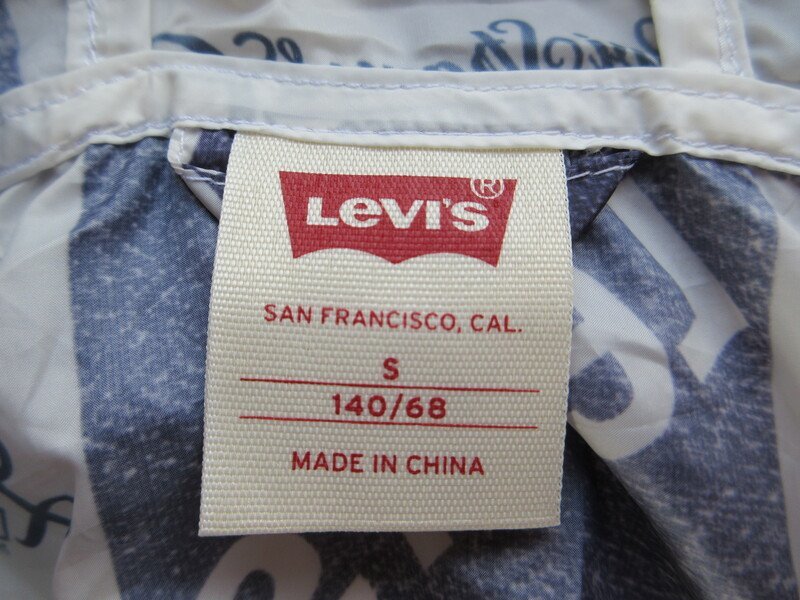 LEVI'S®
SAN FRANCISCO, CAL.
S
140/68
MADE IN CHINA